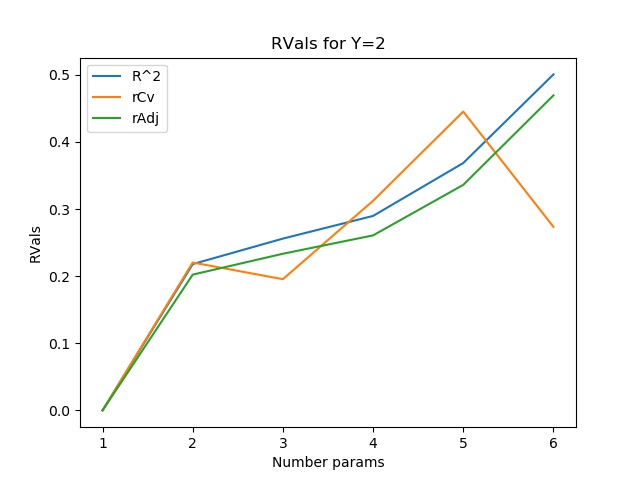 RVals for Y=2
R^2
rCv
rAdj
0.5
0.4
0.3
0.2
0.1
0.0
RVals
1 2 3 4 5 6
Number params